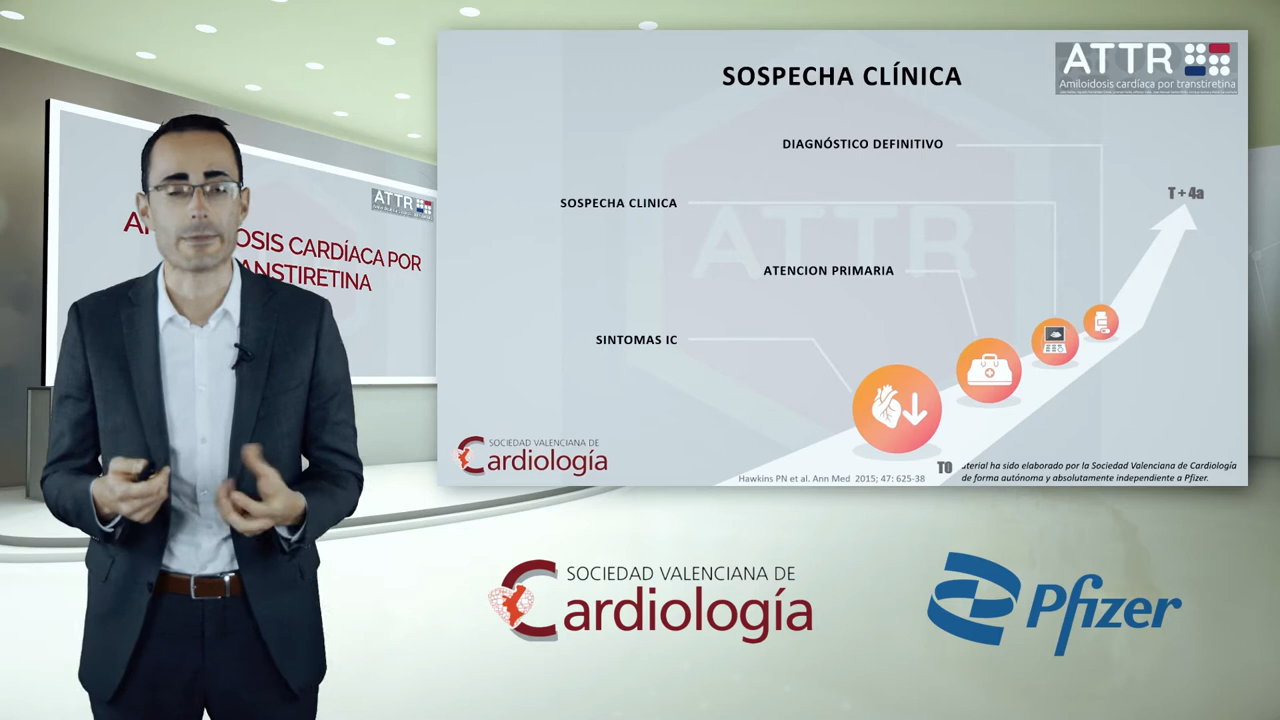 SOSPECHA CLÍNICA
ATTR
Amiloidosis cardíaca por transtiretina
DIAGNÓSTICO DEFINITIVO
T + 4a
SOSPECHA CLINICA
ATTR
ATENCION PRIMARIA
SINTOMAS IC
SOCIEDAD VALENCIANA DE
Cardiología
T0
terial ha sido elaborado por la Sociedad Valenciana de Cardiología
de forma autónoma y absolutamente independiente a Pfizer.
Hawkins PN et al. Ann Med 2015; 47: 625-38
ATTR
OSIS CARDÍACA POR
ANSTIRETINA
SOCIEDAD VALENCIANA DE
Cardiología
Pfizer